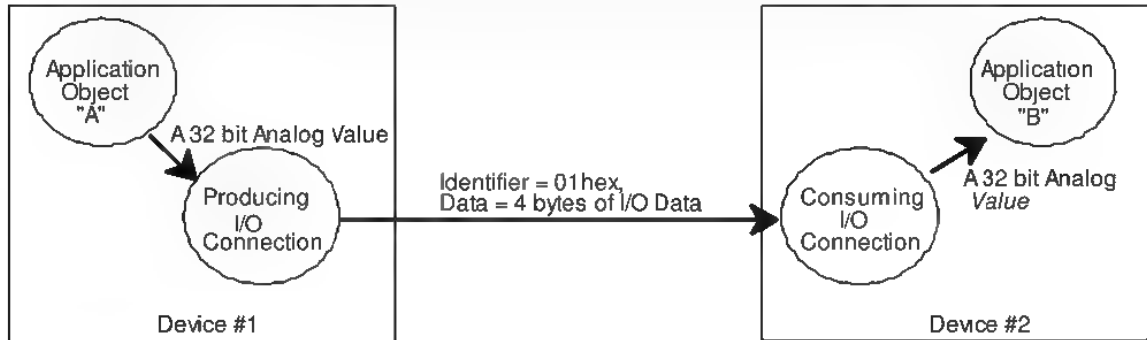 Application
Object
"A"
A 32 bit Analog Value
Producing
I/O
Connection
Device #1
Identifier = 01hex,
Data = 4 bytes of I/O Data
Application
Object
"B"
A 32 bit Analog
Value
Consuming
I/O
Connection
Device #2